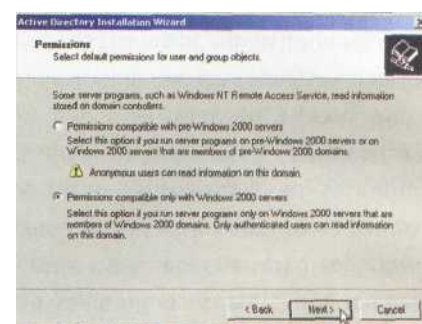 Active Directory Installation Wizard
Permissions
Select default permissions for user and group objects.
Some server programs, such as Windows NT Remote Access Service, read information
stored on domain controllers.
Permissions compatible with pre-Windows 2000 servers
Select this option if you run server programs on pre-Windows 2000 servers or on
Windows 2000 servers that are members of pre-Windows 2000 domains.
Anonymous users can read information on this domain.
Permissions compatible only with Windows 2000 servers
Select this option if you run server programs only on Windows 2000 servers that are
members of Windows 2000 domains. Only authenticated users can read information
on this domain.
< Back
Next >
Cancel